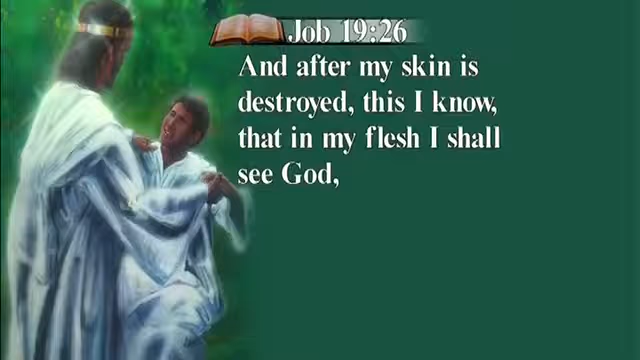 Job 19:26
And after my skin is
destroyed, this I know,
that in my flesh I shall
see God,